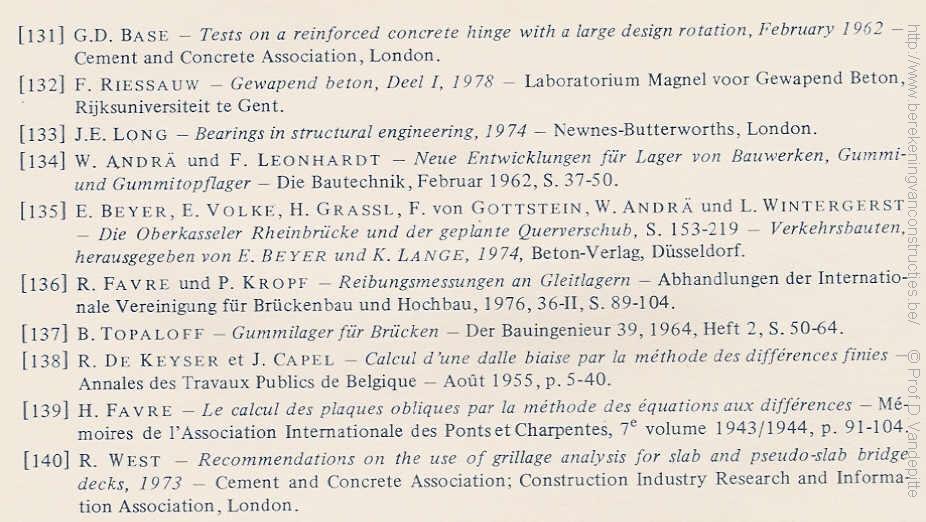 [131] G.D. BASE — Tests on a reinforced concrete hinge with a large design rotation, February 1962 —
Cement and Concrete Association, London.
[132] F. RIESSAUW — Gewapend beton, Deel I, 1978 — Laboratorium Magnel voor Gewapend Beton,
Rijksuniversiteit te Gent.
[133] J.E. LONG — Bearings in structural engineering, 1974 — Newnes-Butterworths, London.
[134] W. ANDRÄ und F. LEONHARDT — Neue Entwicklungen für Lager von Bauwerken, Gummi-
und Gummitopflager — Die Bautechnik, Februar 1962, S. 37-50.
[135] E. BEYER, E. VOLKE, H. GRASSL, F. von GOTTSTEIN, W. ANDRÄ und L. WINTERGERST
— Die Oberkasseler Rheinbrücke und der geplante Querverschub, S. 153-219 — Verkehrsbauten,
herausgegeben von E. BEYER und K. LANGE, 1974, Beton-Verlag, Düsseldorf.
[136] R. FAVRE und P. KROPF — Reibungsmessungen an Gleitlagern — Abhandlungen der Internatio-
nale Vereinigung für Brückenbau und Hochbau, 1976, 36-II, S. 89-104.
[137] B. TOPALOFF — Gummilager für Brücken — Der Bauingenieur 39, 1964, Heft 2, S. 50-64.
[138] R. DE KEYSER et J. CAPEL — Calcul d'une dalle biaise par la méthode des différences finies —
Annales des Travaux Publics de Belgique — Août 1955, p. 5-40.
[139] H. FAVRE — Le calcul des plaques obliques par la méthode des équations aux différences — Mé-
moires de l'Association Internationale des Ponts et Charpentes, 7e volume 1943/1944, p. 91-104.
[140] R. WEST — Recommendations on the use of grillage analysis for slab and pseudo-slab bridge
decks, 1973 — Cement and Concrete Association; Construction Industry Research and Informa-
tion Association, London.
http://www.berekeningvanconstructies.be/ © Prof D. Vandepitte